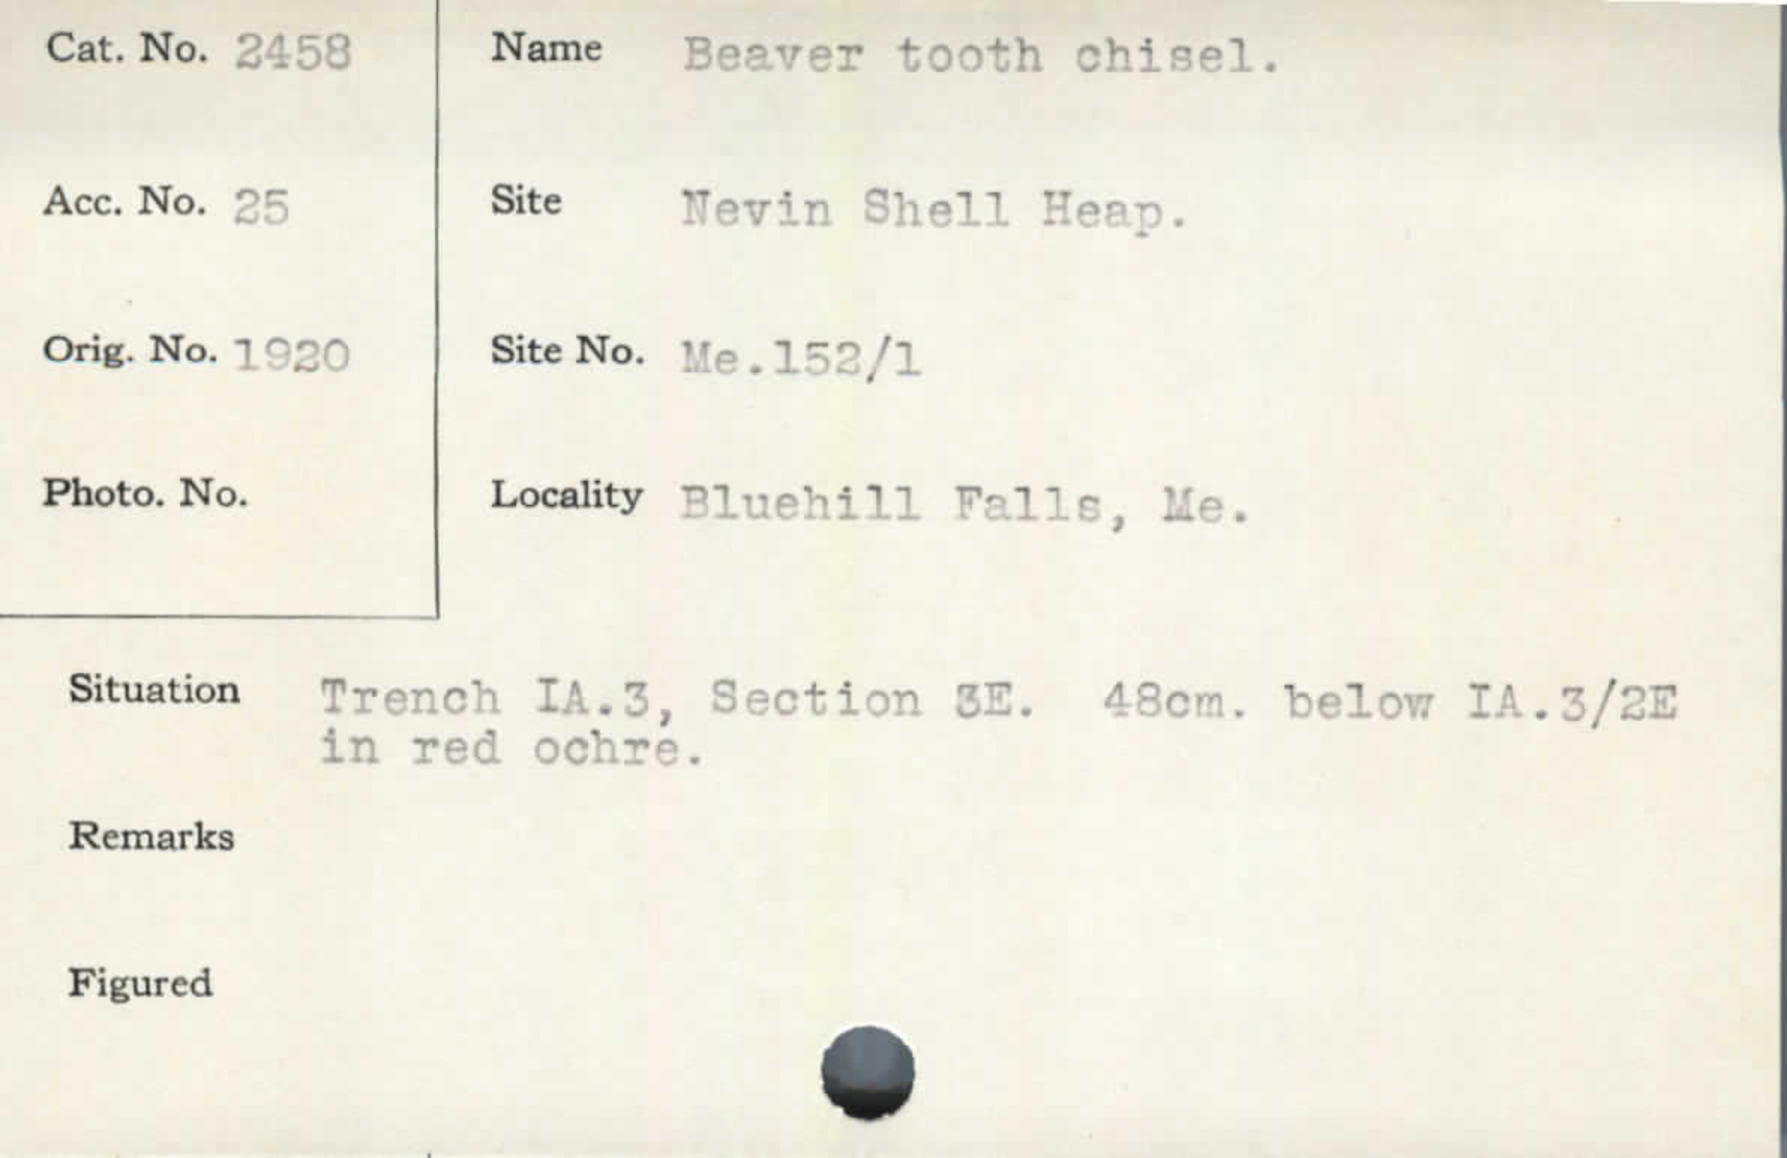 Cat. No. 2458
Name Beaver tooth chisel.
Acc. No. 25
Site Nevin Shell Heap.
Orig. No. 1920
Site No. Me.152/1
Photo. No.
Locality Bluehill Falls, Me.
Situation Trench IA.3, Section 3E. 48cm. below IA.3/2E
in red ochre.
Remarks
Figured